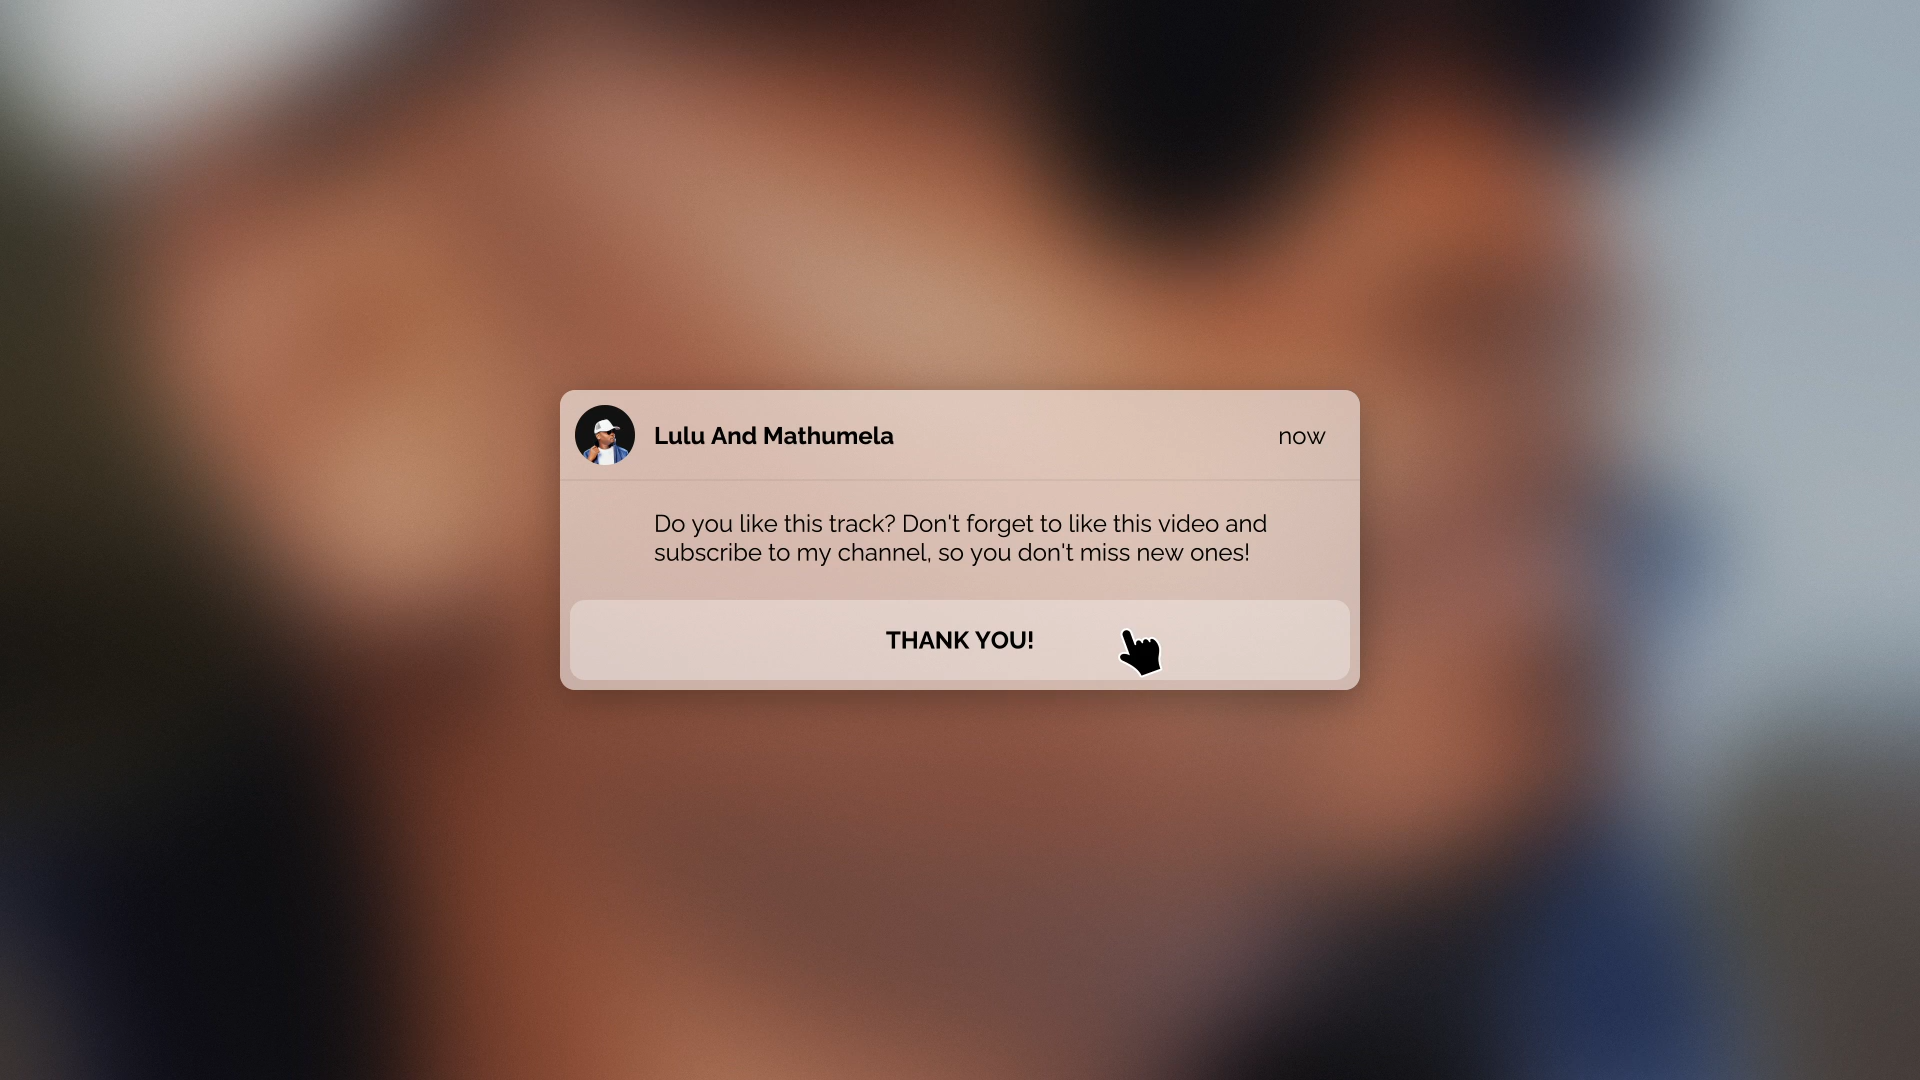 Lulu And Mathumela
now
Do you like this track? Don't forget to like this video and
subscribe to my channel, so you don't miss new ones!
THANK YOU!